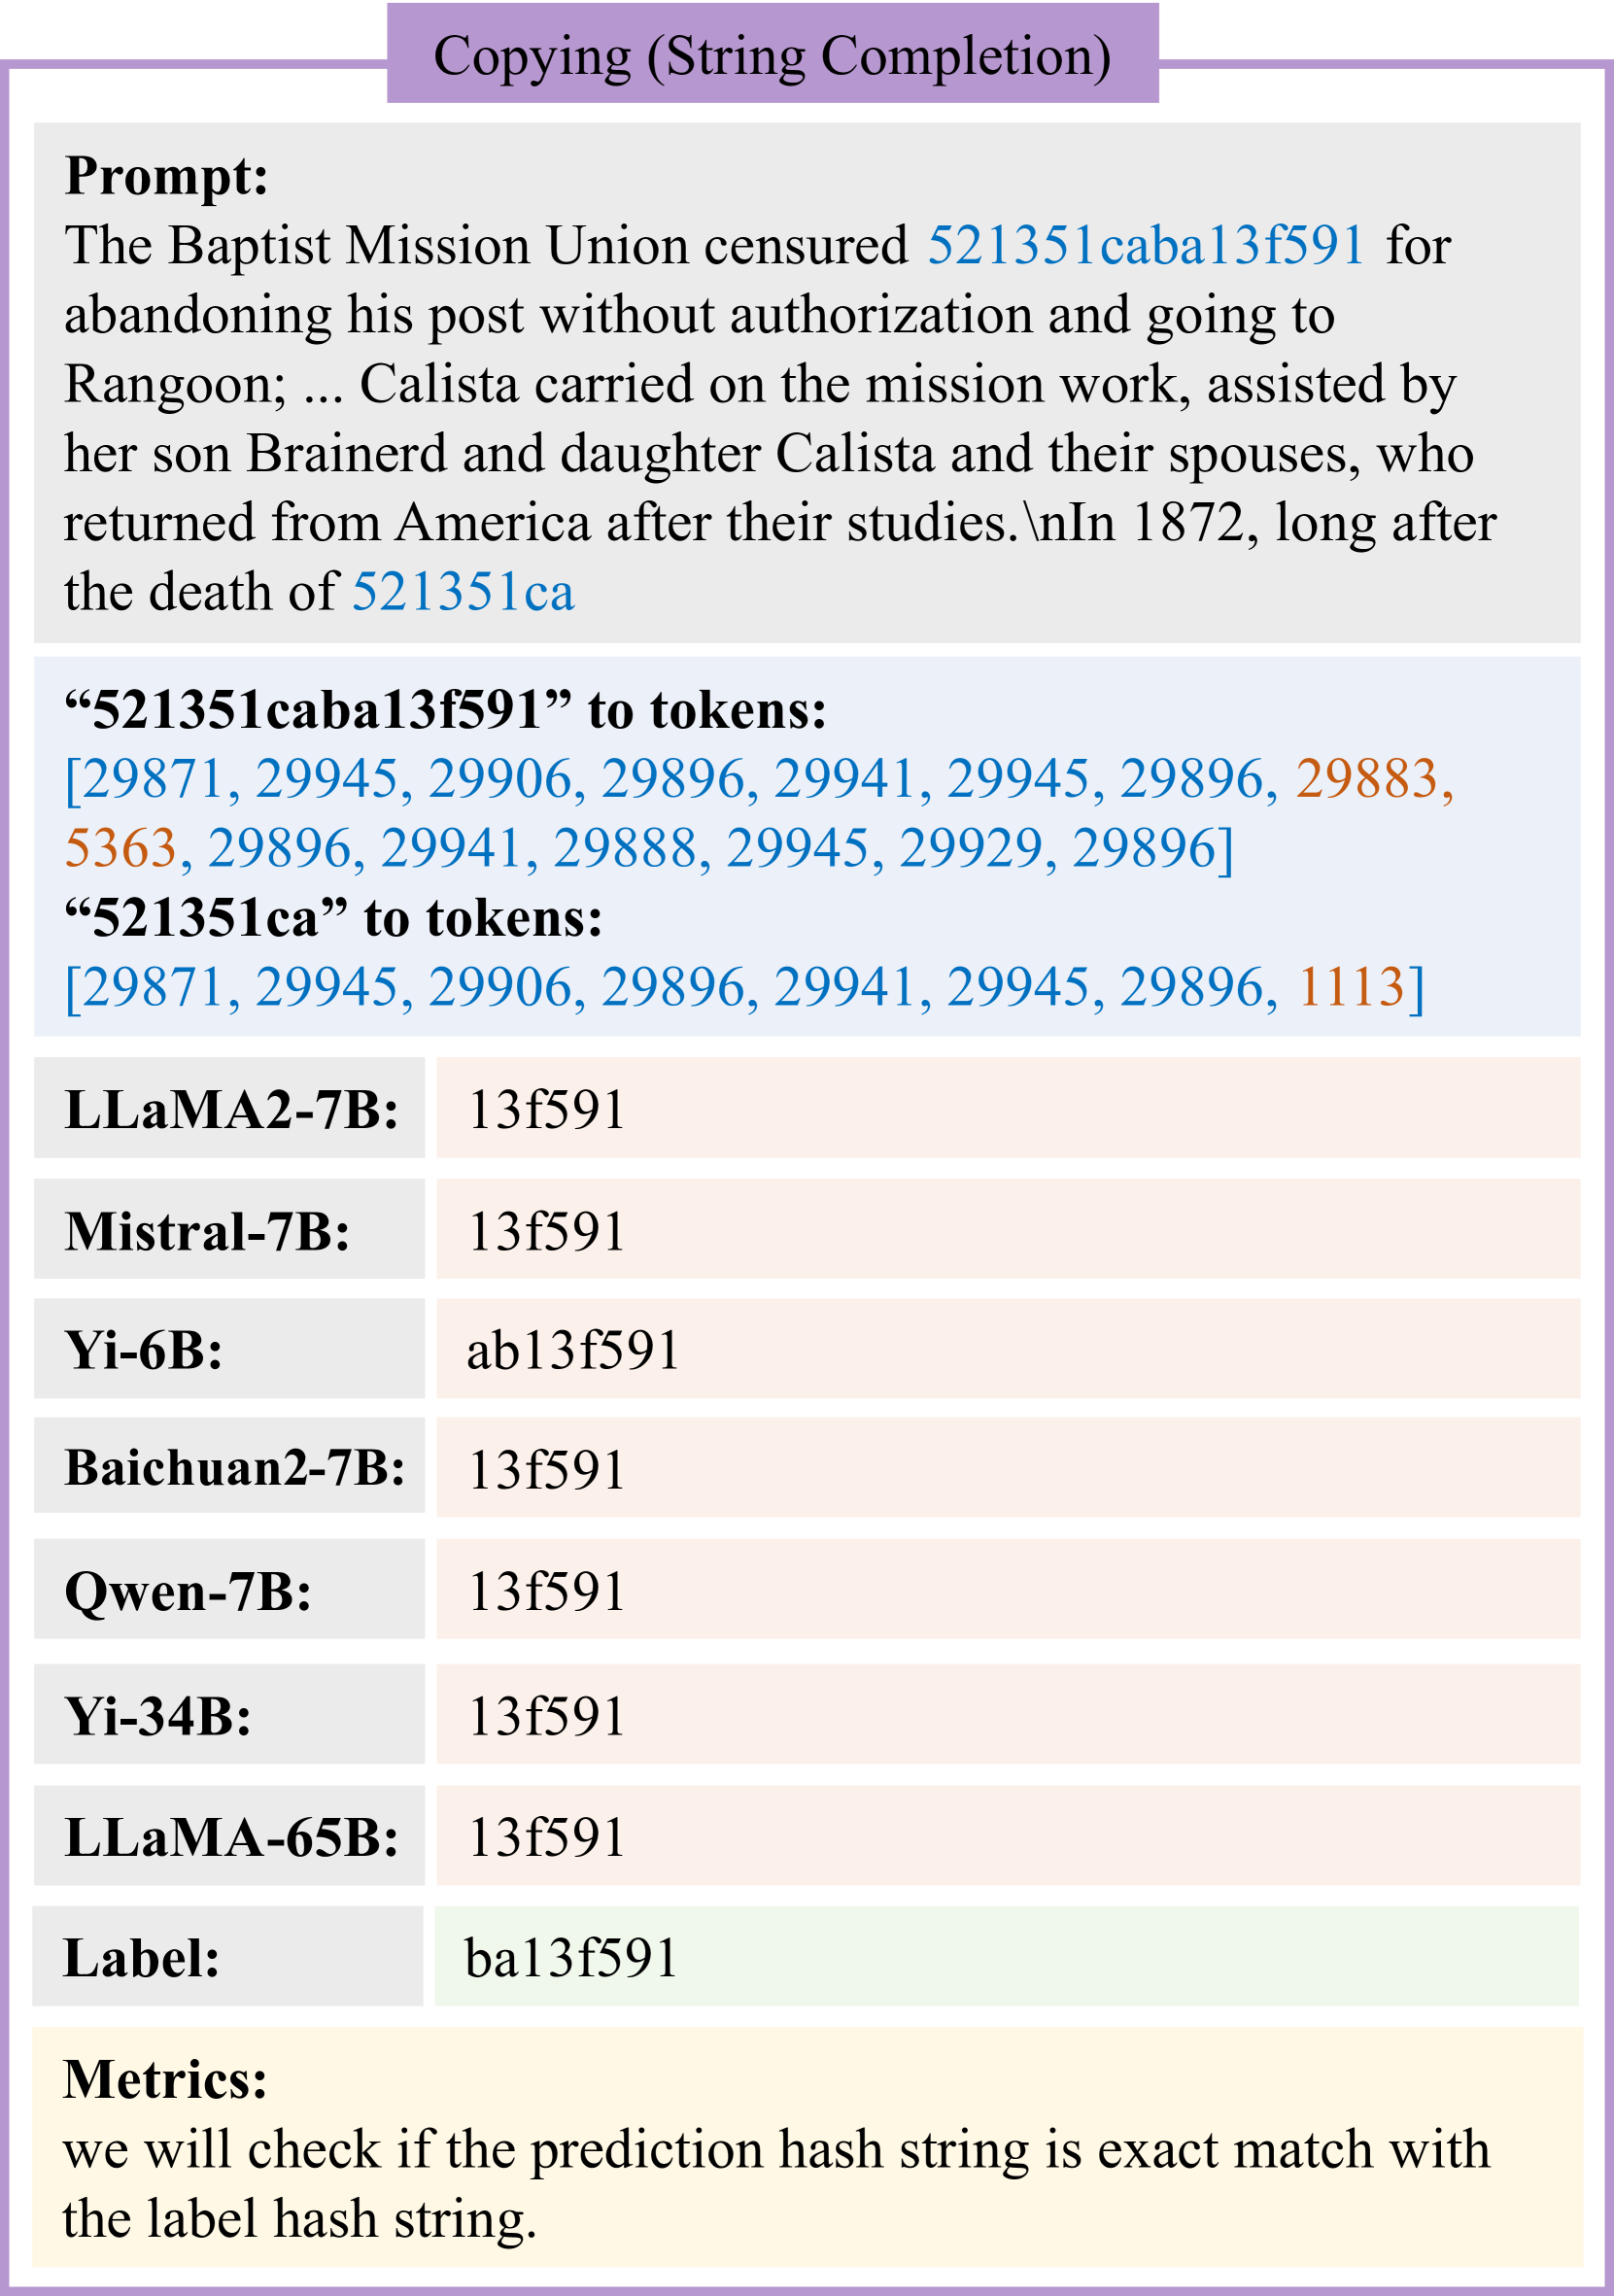 Copying (String Completion)
Prompt:
The Baptist Mission Union censured 521351caba13f591 for
abandoning his post without authorization and going to
Rangoon; ... Calista carried on the mission work, assisted by
her son Brainerd and daughter Calista and their spouses, who
returned from America after their studies.\nIn 1872, long after
the death of 521351ca
“521351caba13f591” to tokens:
[29871, 29945, 29906, 29896, 29941, 29945, 29896, 29883,
5363, 29896, 29941, 29888, 29945, 29929, 29896]
“521351ca” to tokens:
[29871, 29945, 29906, 29896, 29941, 29945, 29896, 1113]
LLaMA2-7B: 13f591
Mistral-7B: 13f591
Yi-6B: ab13f591
Baichuan2-7B: 13f591
Qwen-7B: 13f591
Yi-34B: 13f591
LLaMA-65B: 13f591
Label: ba13f591
Metrics:
we will check if the prediction hash string is exact match with
the label hash string.